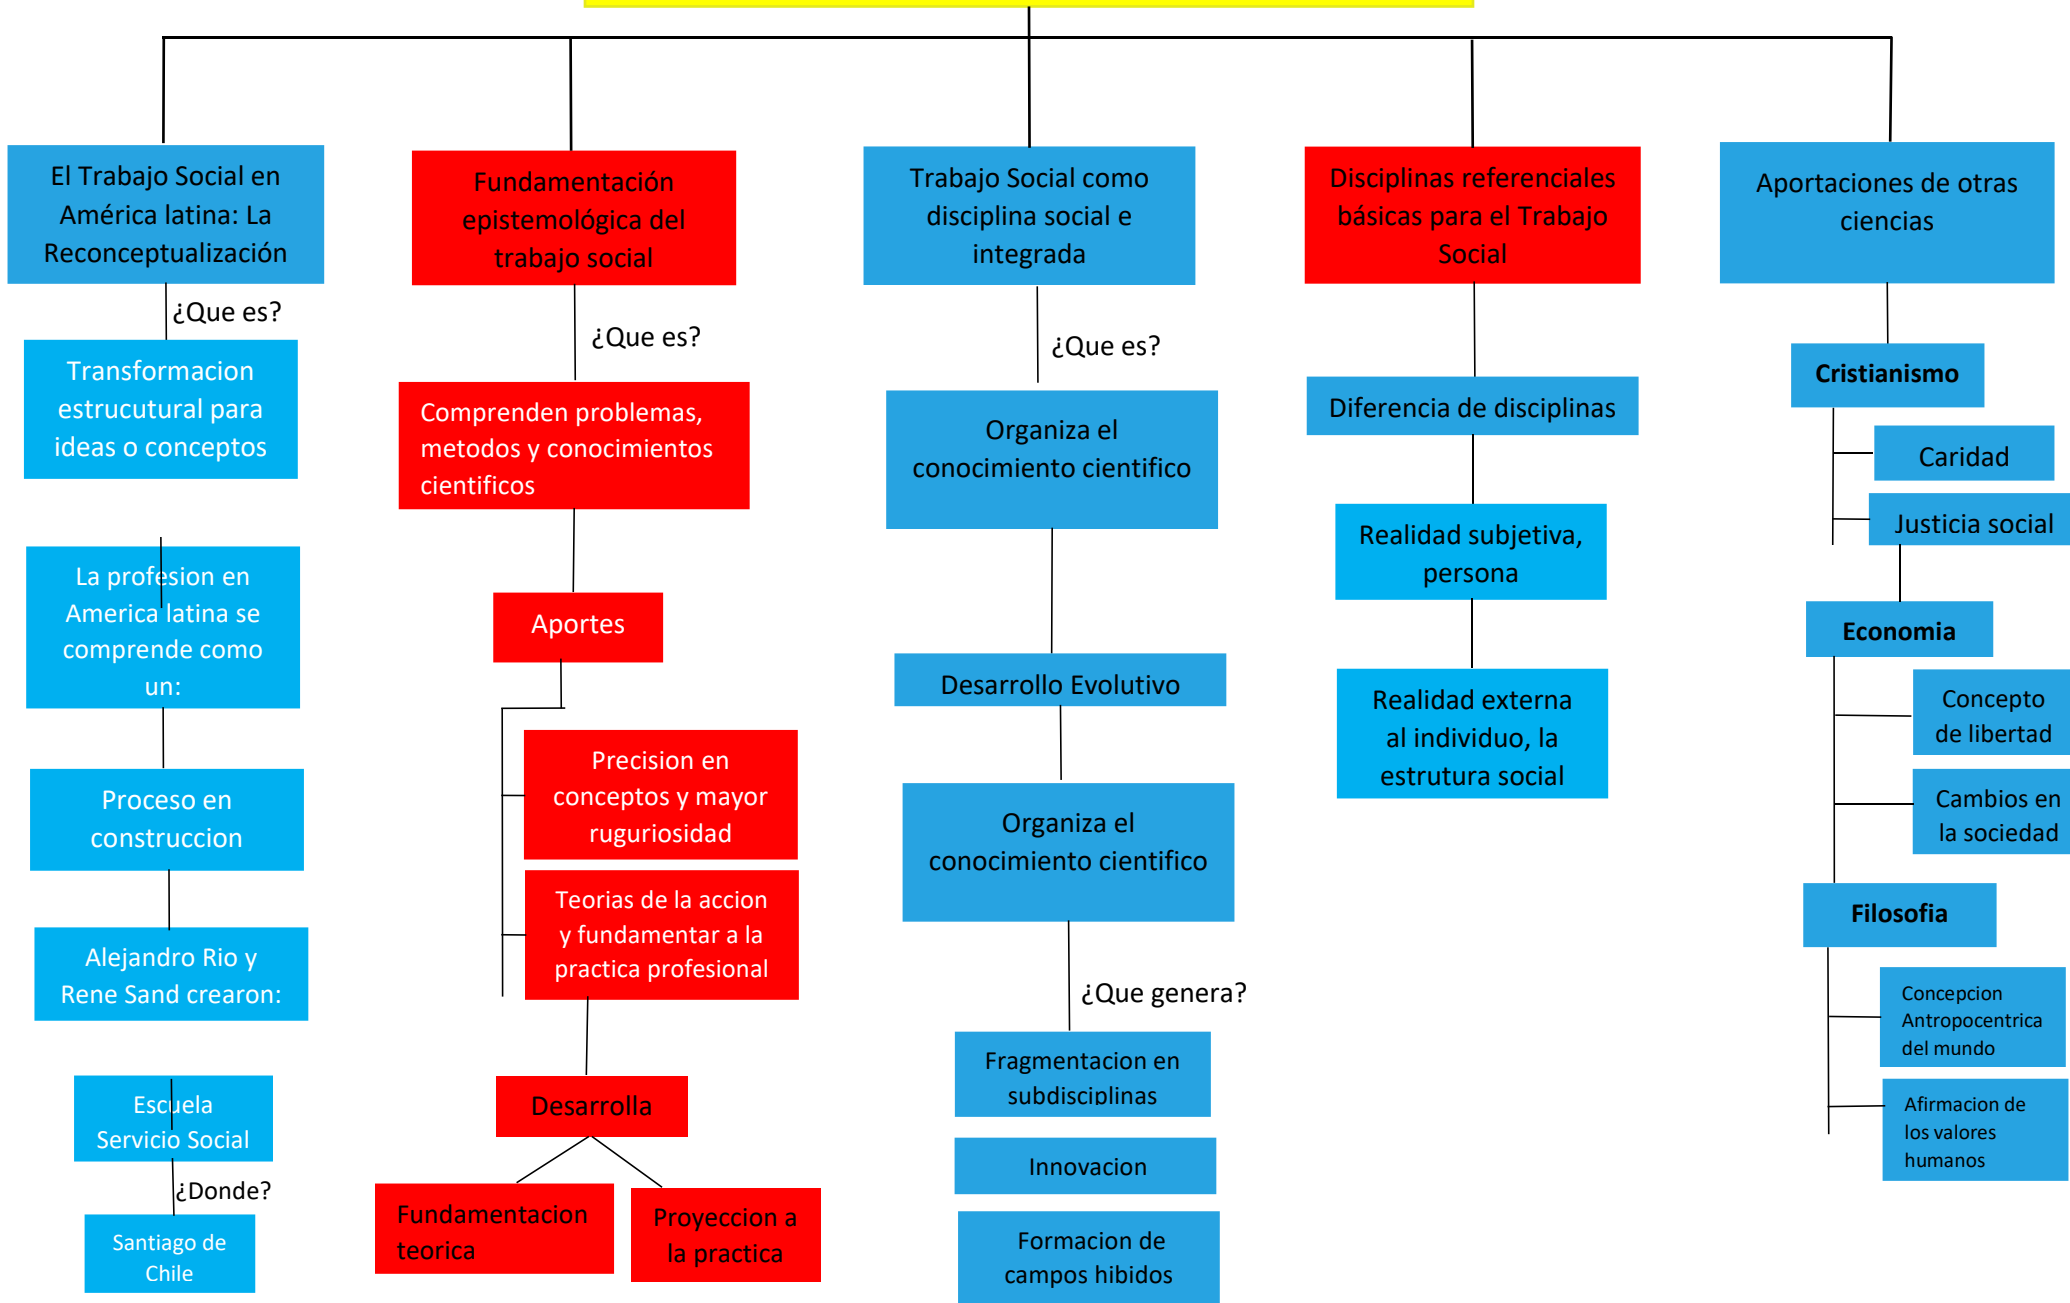 El Trabajo Social en
América latina: La
Reconceptualización
¿Que es?
Transformacion
estrucutural para
ideas o conceptos
La profesion en
America latina se
comprende como
un:
Proceso en
construccion
Alejandro Rio y
Rene Sand crearon:
Escuela
Servicio Social
¿Donde?
Santiago de
Chile
Fundamentación
epistemológica del
trabajo social
¿Que es?
Comprenden problemas,
metodos y conocimientos
cientificos
Aportes
Precision en
conceptos y mayor
ruguriosidad
Teorias de la accion
y fundamentar a la
practica profesional
Desarrolla
Fundamentacion
teorica
Proyeccion a
la practica
Trabajo Social como
disciplina social e
integrada
¿Que es?
Organiza el
conocimiento cientifico
Desarrollo Evolutivo
Organiza el
conocimiento cientifico
¿Que genera?
Fragmentacion en
subdisciplinas
Innovacion
Formacion de
campos hibidos
Disciplinas referenciales
básicas para el Trabajo
Social
Diferencia de disciplinas
Realidad subjetiva,
persona
Realidad externa
al individuo, la
estrutura social
Aportaciones de otras
ciencias
Cristianismo
Caridad
Justicia social
Economia
Concepto
de libertad
Cambios en
la sociedad
Filosofia
Concepcion
Antropocentrica
del mundo
Afirmacion de
los valores
humanos